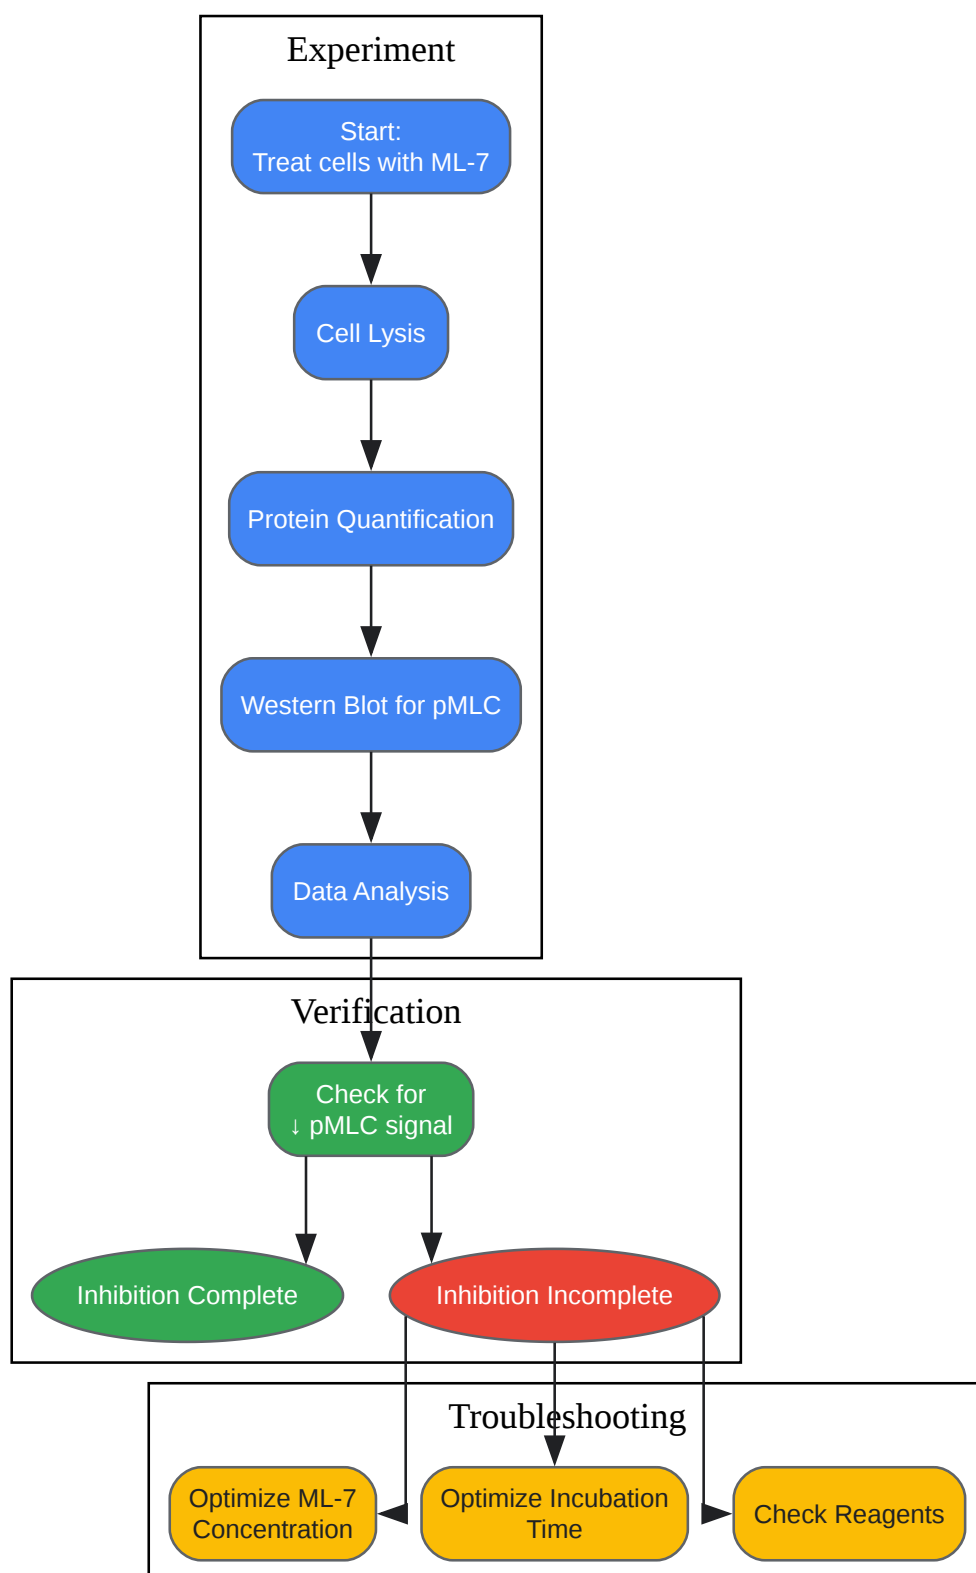 Experiment
Start:
Treat cells with ML-7
Cell Lysis
Protein Quantification
Western Blot for pMLC
Data Analysis
Verification
Check for
↓ pMLC signal
Inhibition Complete
Inhibition Incomplete
Troubleshooting
Optimize ML-7
Concentration
Optimize Incubation
Time
Check Reagents